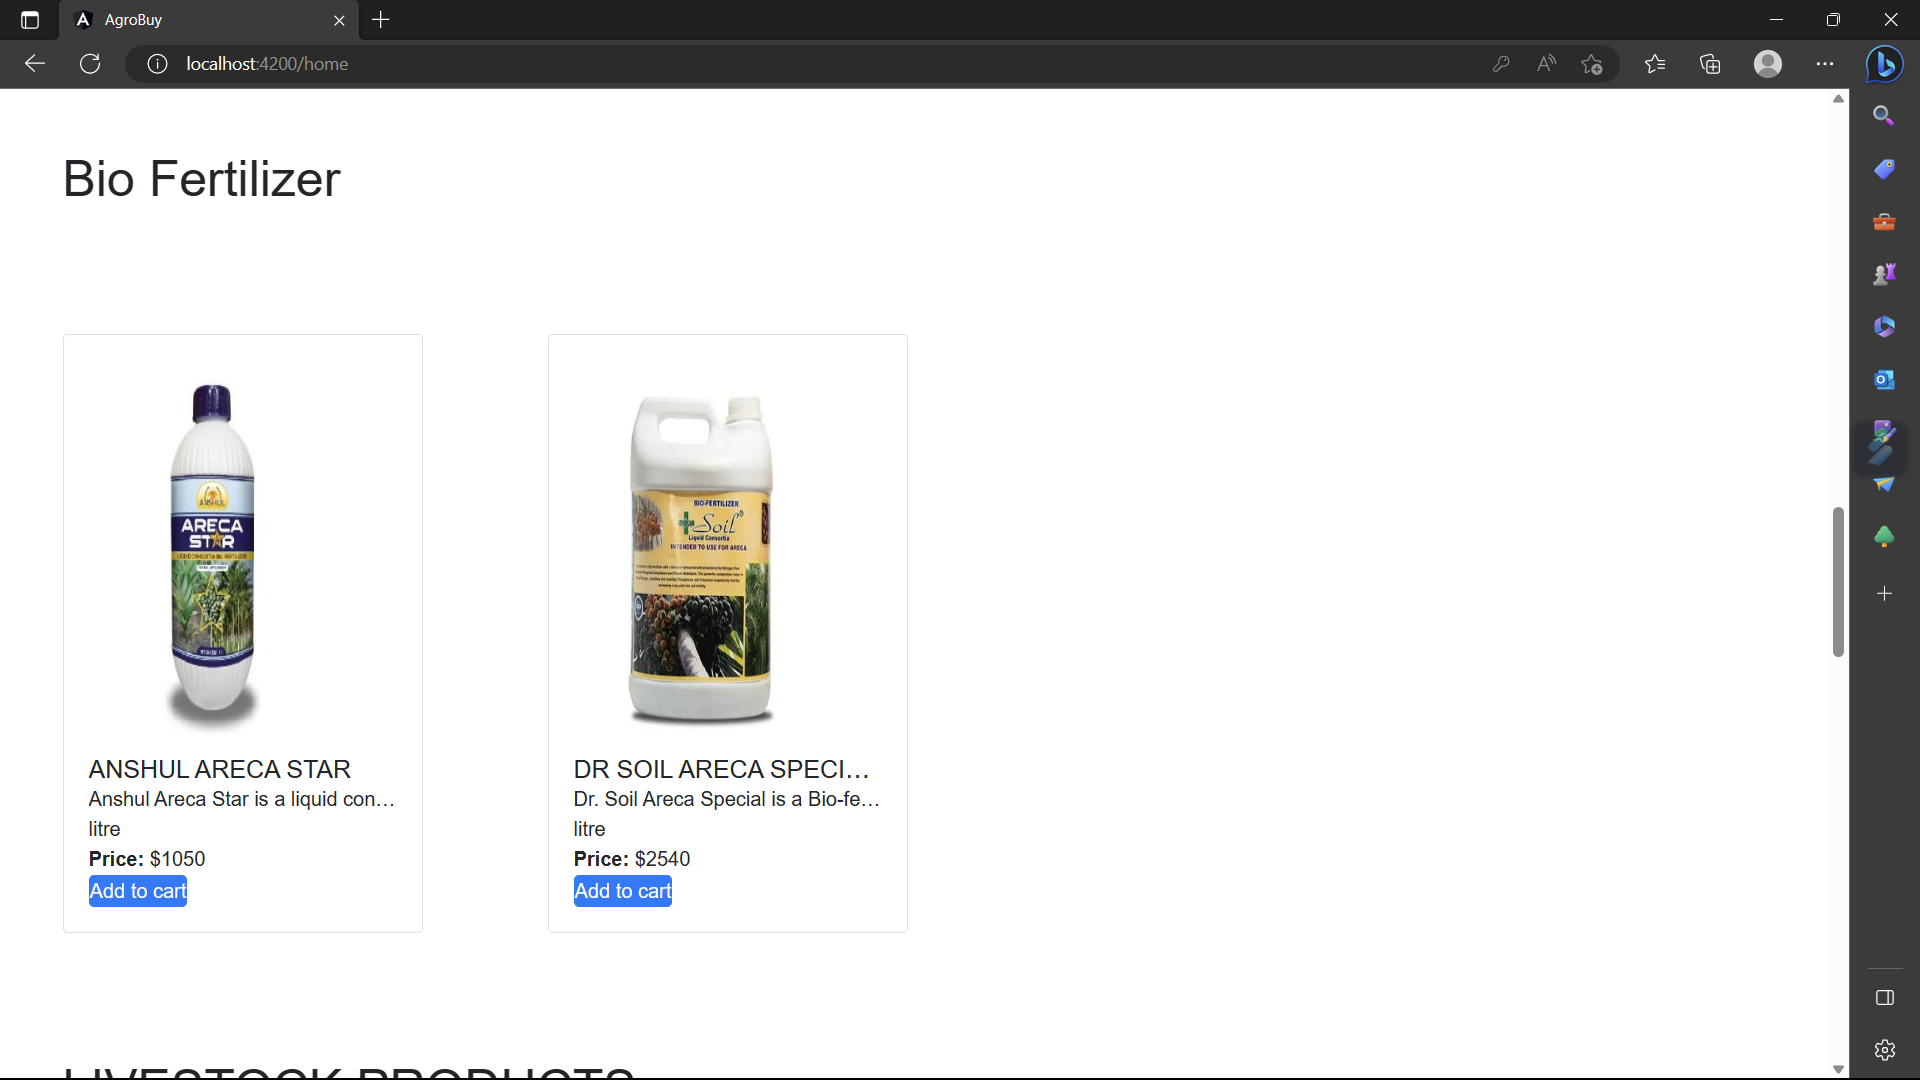 AgroBuy
localhost:4200/home
Bio Fertilizer
ANSHUL
ARECA
STAR
BIO-FERTILIZER
Soil
Liquid Consortia
INTENDED TO USE FOR ARECA
ANSHUL ARECA STAR
Anshul Areca Star is a liquid con...
litre
Price: $1050
Add to cart
DR SOIL ARECA SPECI...
Dr. Soil Areca Special is a Bio-fe...
litre
Price: $2540
Add to cart
LIVESTOCK PRODUCTS